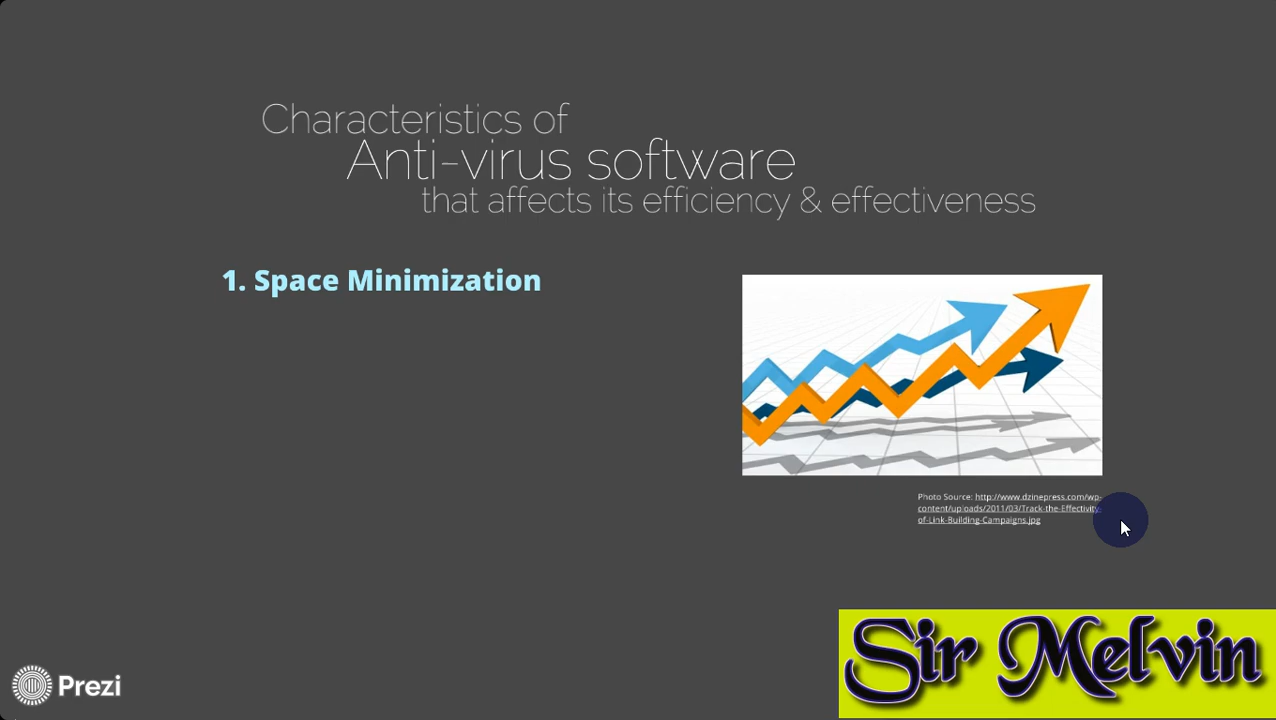 Characteristics of
Anti-virus software
that affects its efficiency & effectiveness
1. Space Minimization
Photo Source: http://www.dzinepress.com/wp-
content/uploads/2011/03/Track-the-Effectivity-
of-Link-Building-Campaigns.jpg
Sir Melvin
Prezi